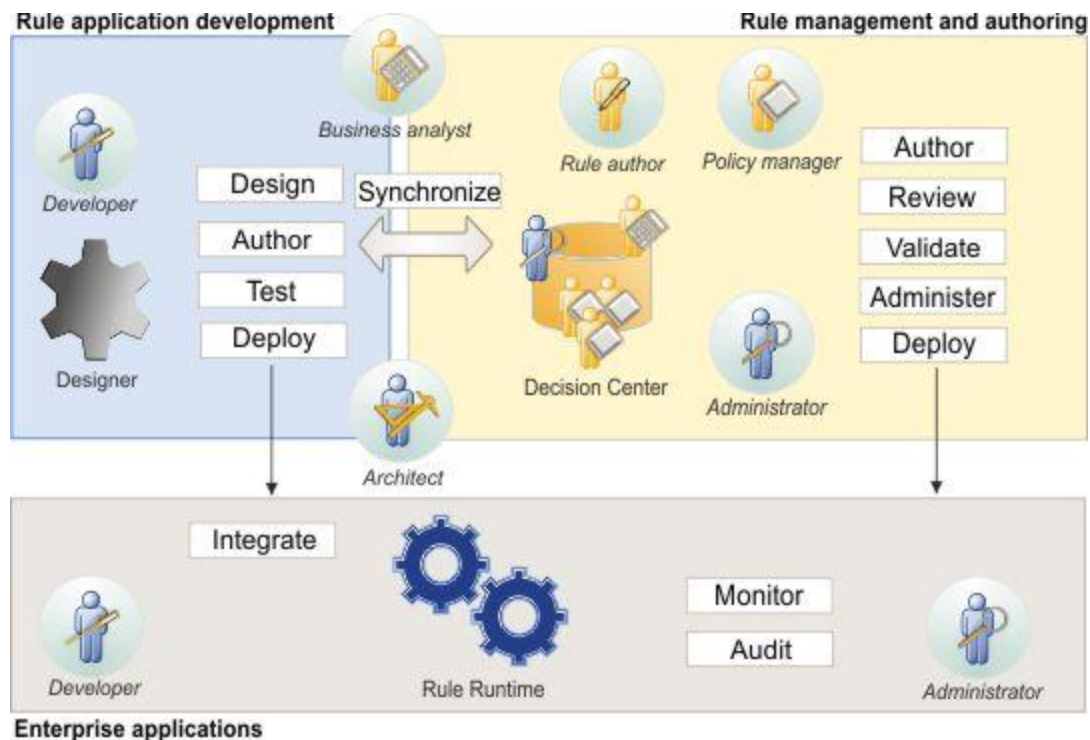 Rule application development
Rule management and authoring
Business analyst
Developer
Rule author
Policy manager
Design
Author
Test
Deploy
Synchronize
Author
Review
Validate
Administer
Deploy
Designer
Decision Center
Administrator
Architect
Integrate
Monitor
Audit
Developer
Rule Runtime
Administrator
Enterprise applications